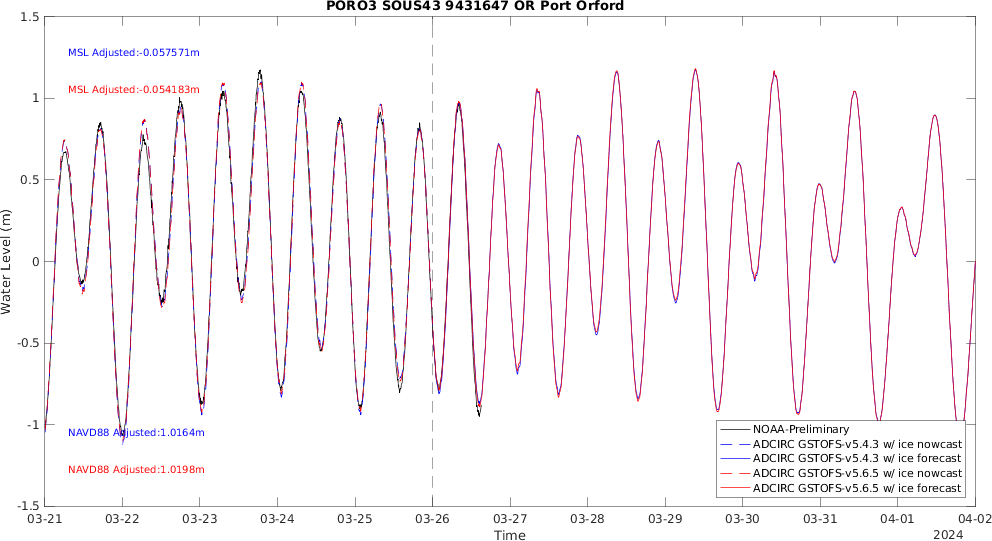 PORO3 SOUS43 9431647 OR Port Orford
1.5
1
0.5
0
-0.5
-1
-1.5
Water Level (m)
MSL Adjusted:-0.057571m
MSL Adjusted:-0.054183m
NAVD88 Adjusted:1.0164m
NAVD88 Adjusted:1.0198m
NOAA-Preliminary
ADCIRC GSTOFS-v5.4.3 w/ ice nowcast
ADCIRC GSTOFS-v5.4.3 w/ ice forecast
ADCIRC GSTOFS-v5.6.5 w/ ice nowcast
ADCIRC GSTOFS-v5.6.5 w/ ice forecast
03-21 03-22 03-23 03-24 03-25 03-26 03-27 03-28 03-29 03-30 03-31 04-01 04-02
Time
2024